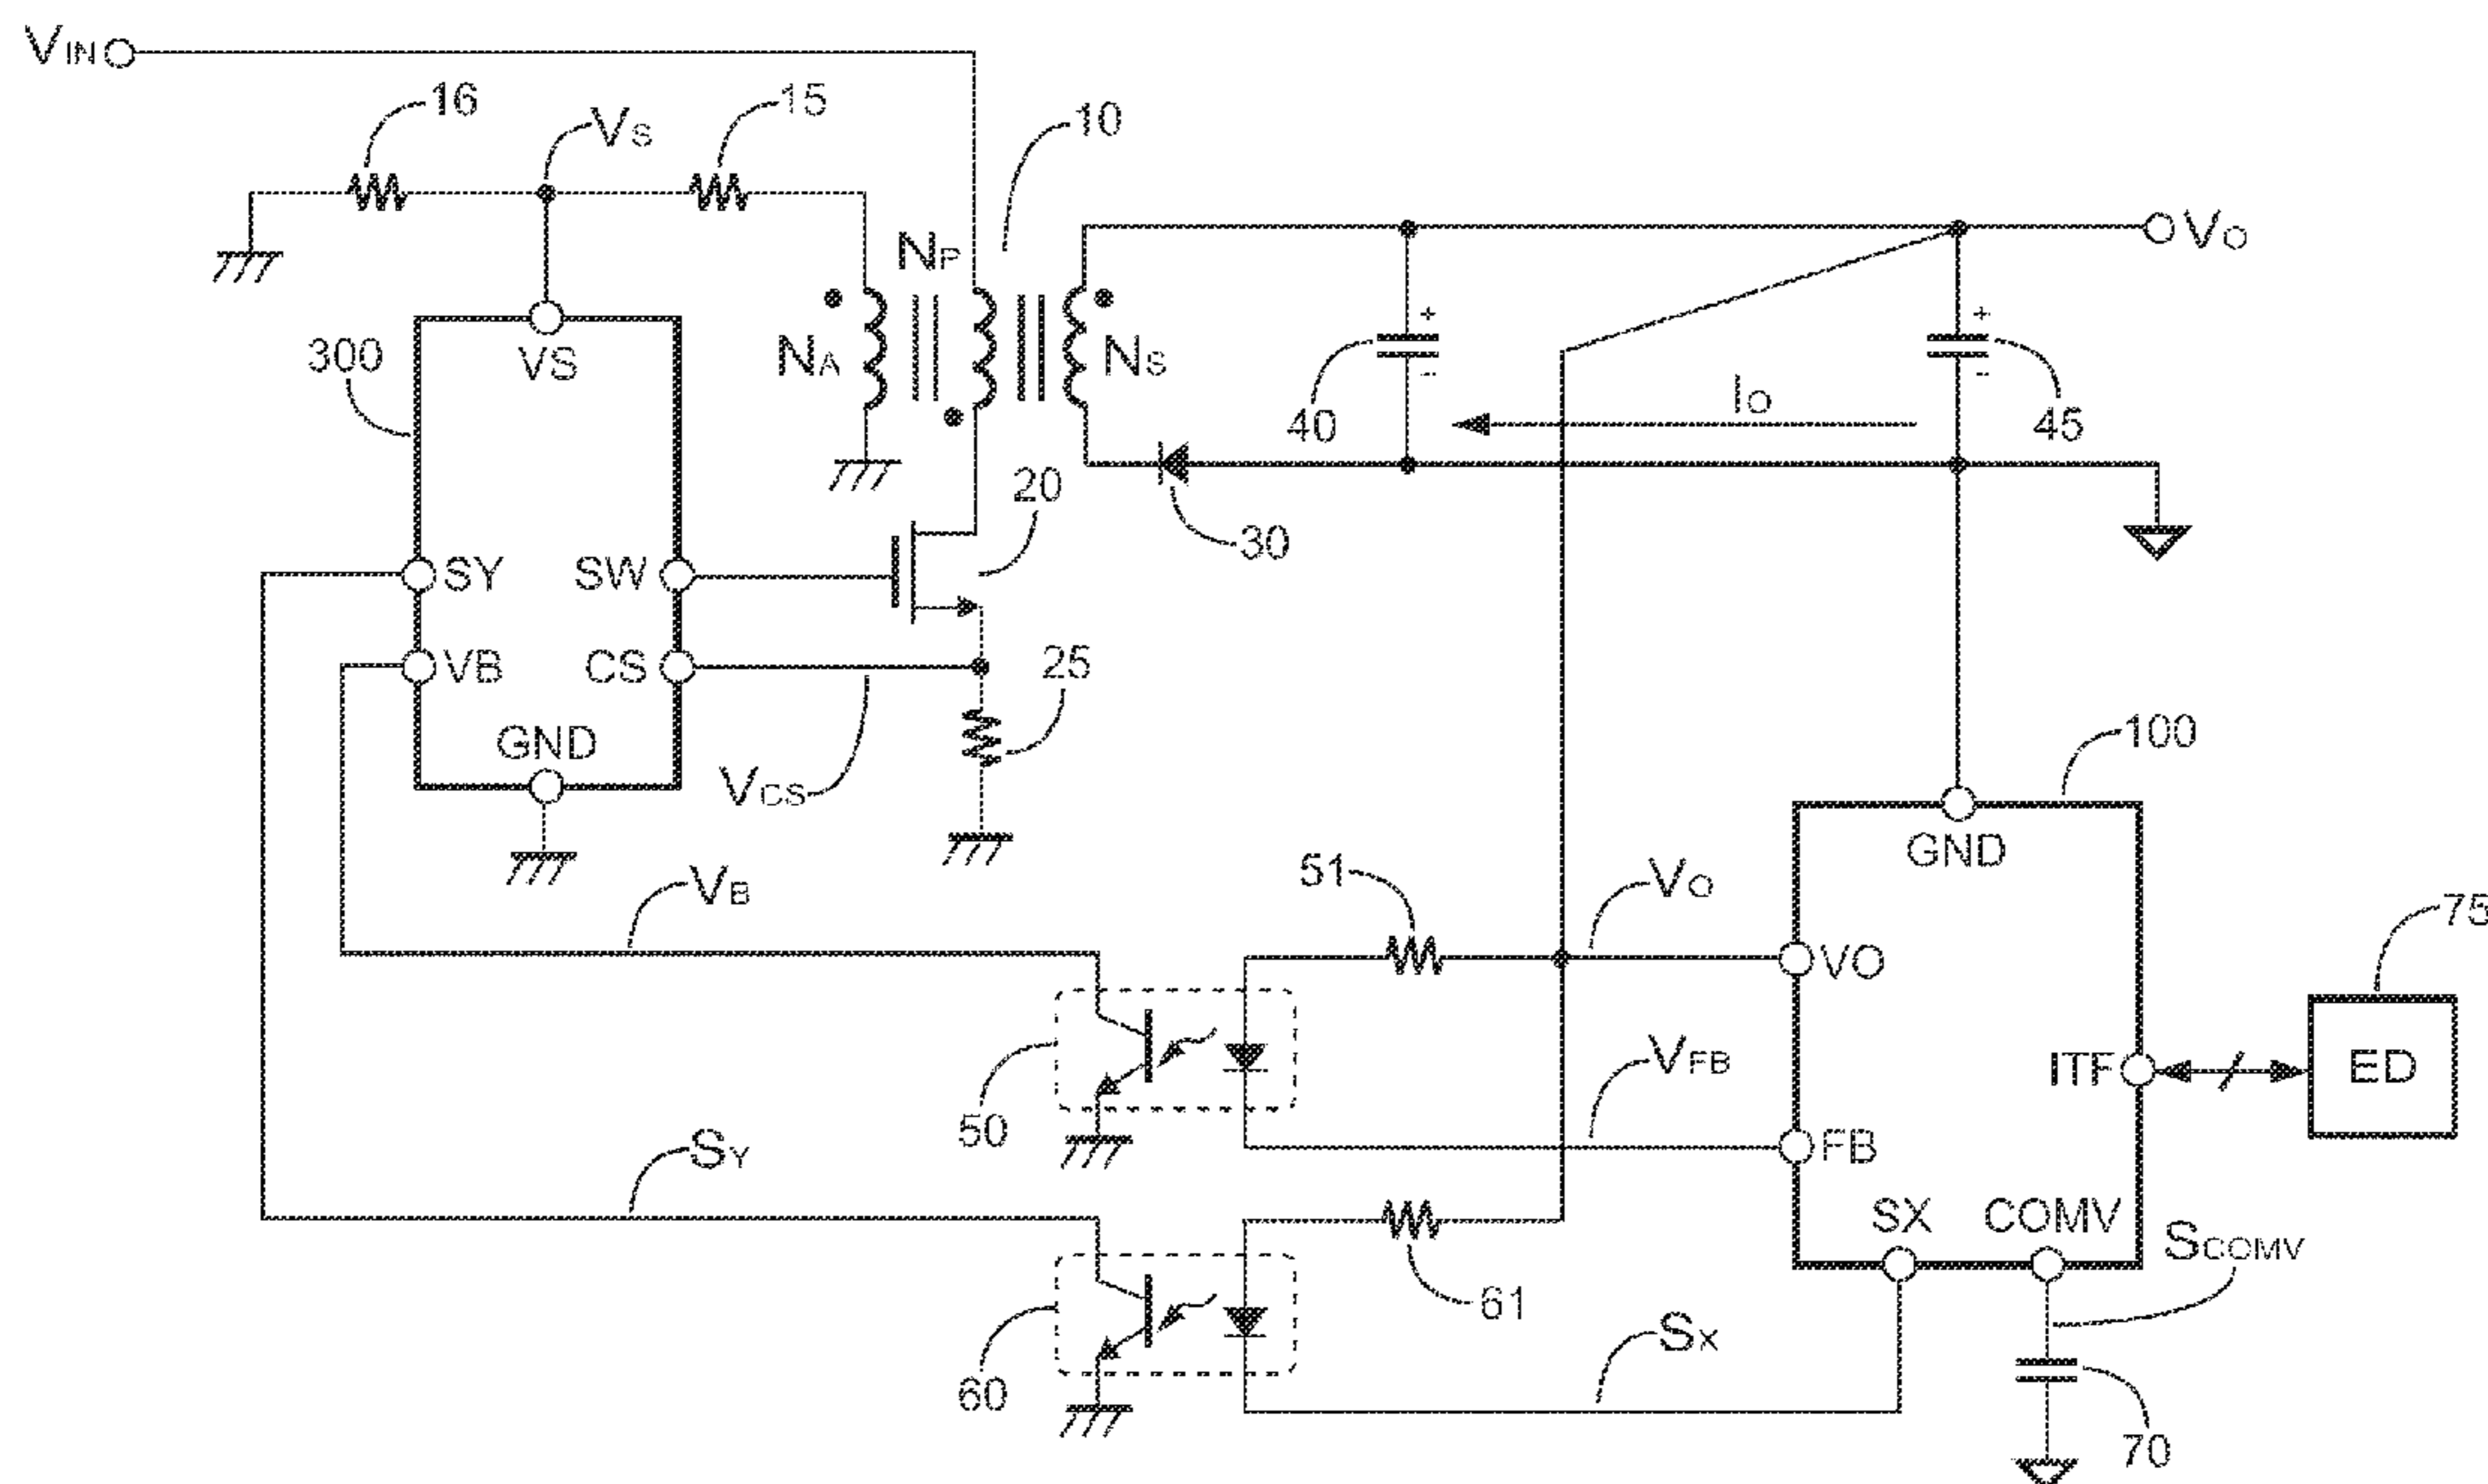 VIN
16
VS
15
10
NP
VO
300
VS
NA
NS
40
IO
45
20
30
SY
SW
VB
CS
25
GND
VCS
100
GND
VB
51
VO
75
VO
VFB
ITF
ED
50
FB
SY
SX
COMV
SCOMV
61
60
SX
70